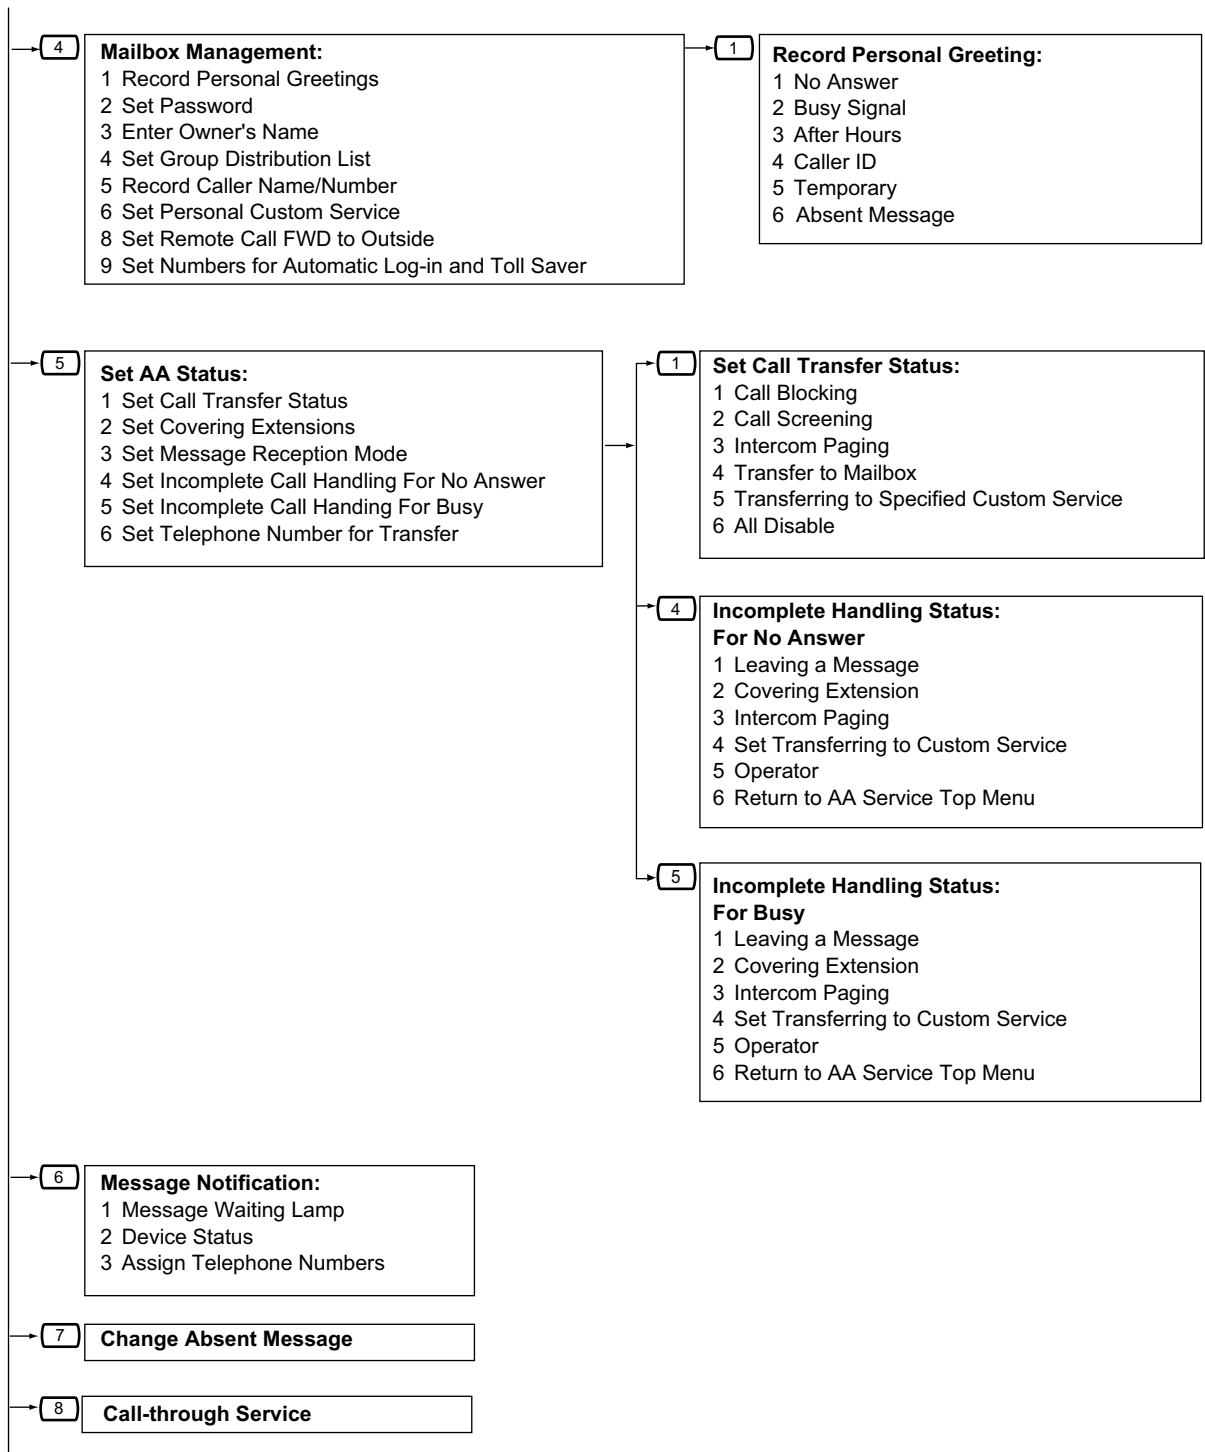 4
Mailbox Management:
1 Record Personal Greetings
2 Set Password
3 Enter Owner's Name
4 Set Group Distribution List
5 Record Caller Name/Number
6 Set Personal Custom Service
8 Set Remote Call FWD to Outside
9 Set Numbers for Automatic Log-in and Toll Saver
1
Record Personal Greeting:
1 No Answer
2 Busy Signal
3 After Hours
4 Caller ID
5 Temporary
6 Absent Message
5
Set AA Status:
1 Set Call Transfer Status
2 Set Covering Extensions
3 Set Message Reception Mode
4 Set Incomplete Call Handling For No Answer
5 Set Incomplete Call Handing For Busy
6 Set Telephone Number for Transfer
1
Set Call Transfer Status:
1 Call Blocking
2 Call Screening
3 Intercom Paging
4 Transfer to Mailbox
5 Transferring to Specified Custom Service
6 All Disable
4
Incomplete Handling Status:
For No Answer
1 Leaving a Message
2 Covering Extension
3 Intercom Paging
4 Set Transferring to Custom Service
5 Operator
6 Return to AA Service Top Menu
5
Incomplete Handling Status:
For Busy
1 Leaving a Message
2 Covering Extension
3 Intercom Paging
4 Set Transferring to Custom Service
5 Operator
6 Return to AA Service Top Menu
6
Message Notification:
1 Message Waiting Lamp
2 Device Status
3 Assign Telephone Numbers
7
Change Absent Message
8
Call-through Service